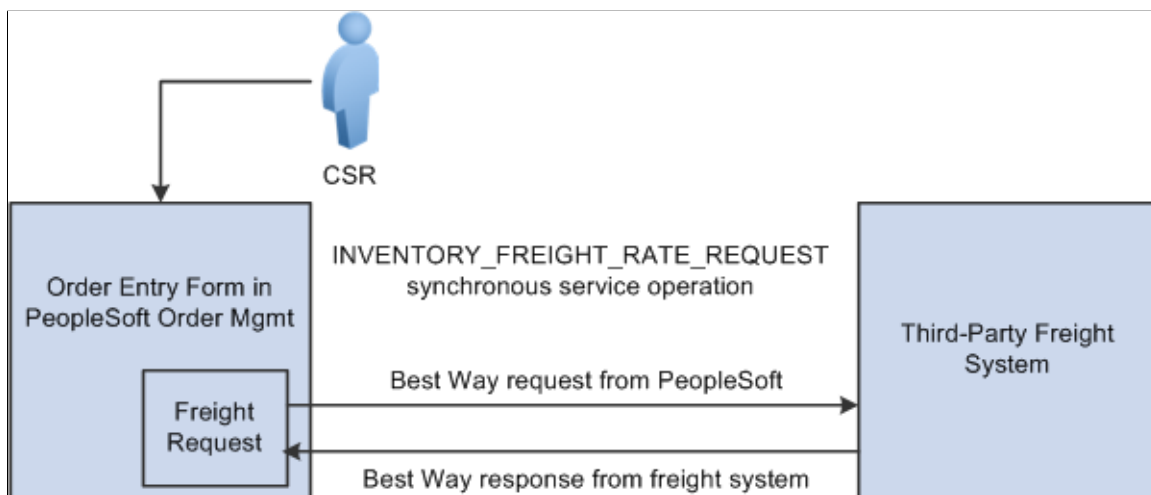 CSR
INVENTORY_FREIGHT_RATE_REQUEST
synchronous service operation
Order Entry Form in
PeopleSoft Order Mgmt
Third-Party Freight
System
Best Way request from PeopleSoft
Freight
Request
Best Way response from freight system